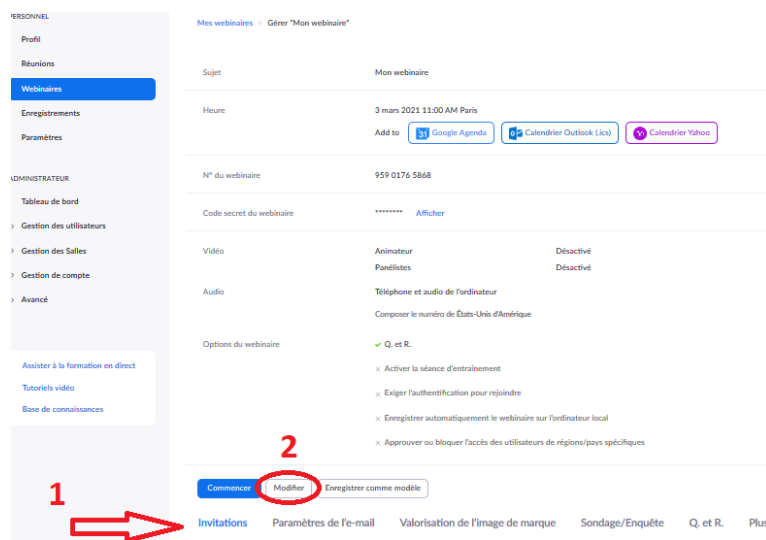 PERSONNEL
Profil
Réunions
Webinaires
Enregistrements
Paramètres
ADMINISTRATEUR
Tableau de bord
Gestion des utilisateurs
Gestion des Salles
Gestion de compte
Avancé
Assister à la formation en direct
Tutoriels vidéo
Base de connaissances
Mes webinaires > Gérer "Mon webinaire"
Sujet Mon webinaire
Heure 3 mars 2021 11:00 AM Paris
Add to 31 Google Agenda Calendrier Outlook (.ics) Calendrier Yahoo
N° du webinaire 959 0176 5868
Code secret du webinaire ******** Afficher
Vidéo Animateur Désactivé
Panélistes Désactivé
Audio Téléphone et audio de l'ordinateur
Composer le numéro de États-Unis d'Amérique
Options du webinaire ✓ Q. et R.
× Activer la séance d'entraînement
× Exiger l'authentification pour rejoindre
× Enregistrer automatiquement le webinaire sur l'ordinateur local
× Approuver ou bloquer l'accès des utilisateurs de régions/pays spécifiques
2
Commencer Modifier Enregistrer comme modèle
1
Invitations Paramètres de l'e-mail Valorisation de l'image de marque Sondage/Enquête Q. et R. Plus